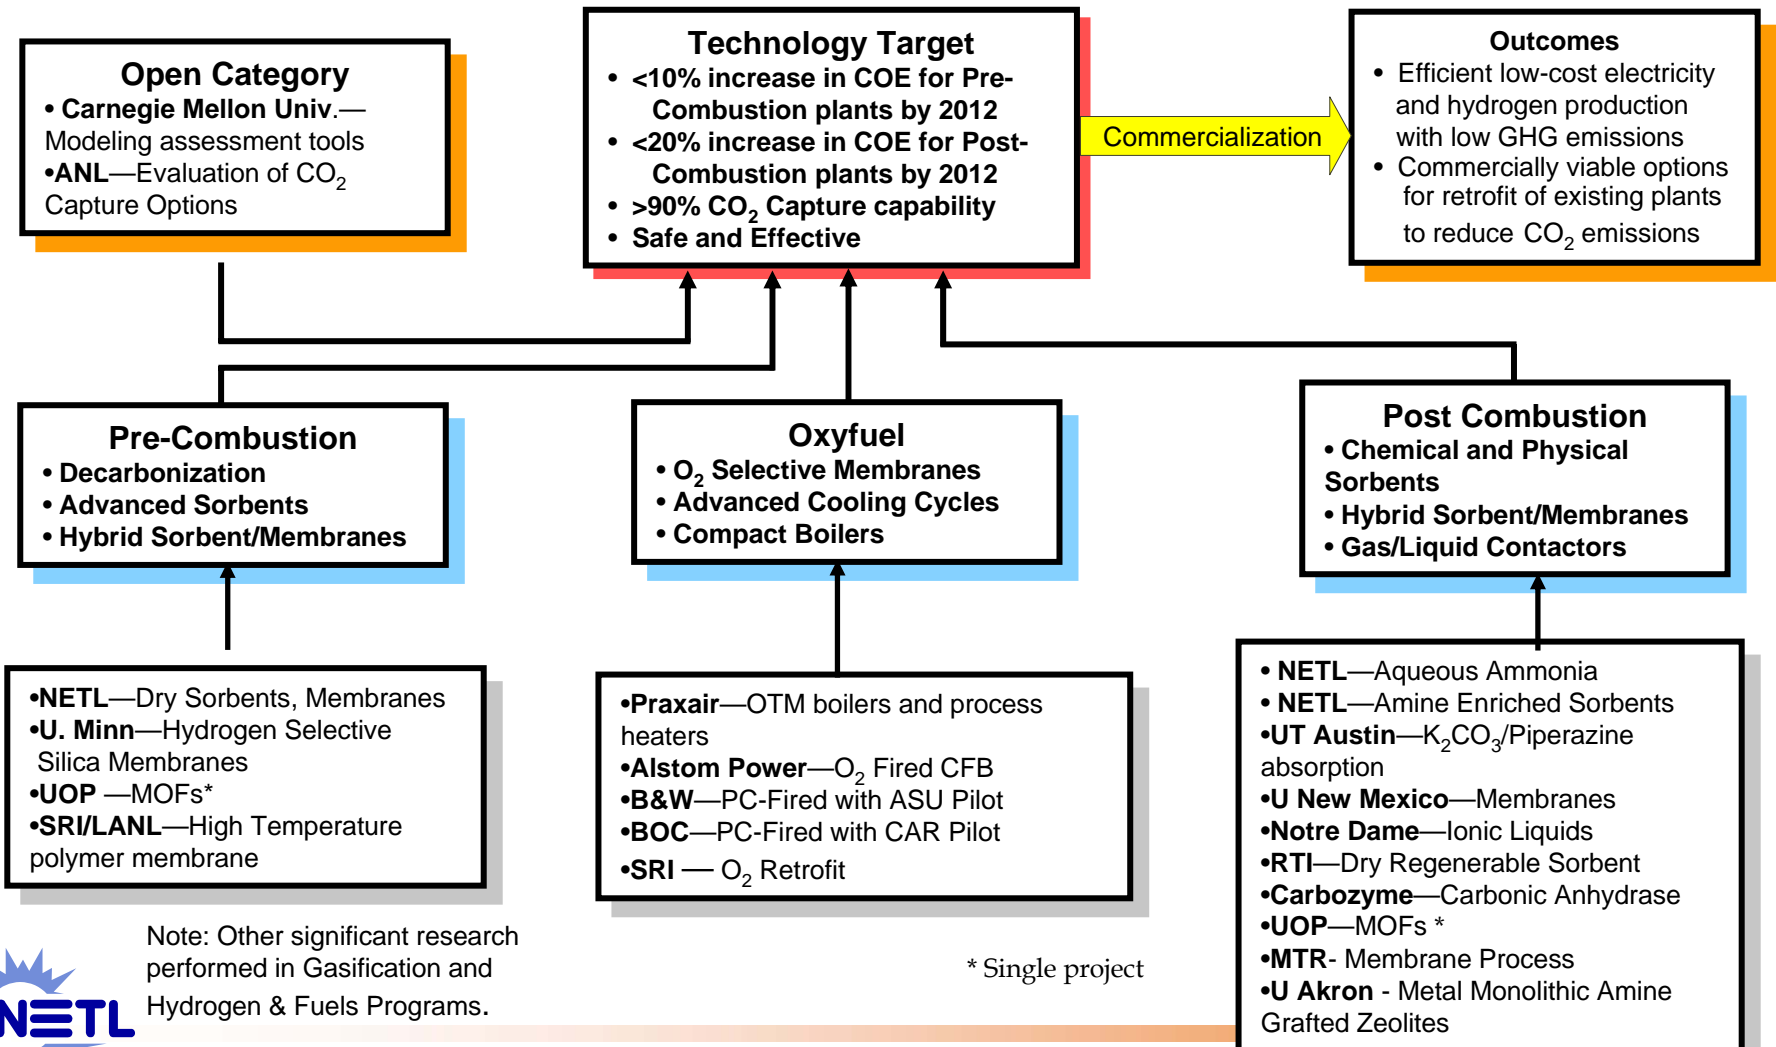 Open Category
• Carnegie Mellon Univ.—
Modeling assessment tools
•ANL—Evaluation of CO2
Capture Options
Technology Target
• <10% increase in COE for Pre-
Combustion plants by 2012
• <20% increase in COE for Post-
Combustion plants by 2012
• >90% CO2 Capture capability
• Safe and Effective
Commercialization
Outcomes
• Efficient low-cost electricity
and hydrogen production
with low GHG emissions
• Commercially viable options
for retrofit of existing plants
to reduce CO2 emissions
Pre-Combustion
• Decarbonization
• Advanced Sorbents
• Hybrid Sorbent/Membranes
Oxyfuel
• O2 Selective Membranes
• Advanced Cooling Cycles
• Compact Boilers
Post Combustion
• Chemical and Physical
Sorbents
• Hybrid Sorbent/Membranes
• Gas/Liquid Contactors
•NETL—Dry Sorbents, Membranes
•U. Minn—Hydrogen Selective
Silica Membranes
•UOP —MOFs*
•SRI/LANL—High Temperature
polymer membrane
•Praxair—OTM boilers and process
heaters
•Alstom Power—O2 Fired CFB
•B&W—PC-Fired with ASU Pilot
•BOC—PC-Fired with CAR Pilot
•SRI — O2 Retrofit
• NETL—Aqueous Ammonia
• NETL—Amine Enriched Sorbents
•UT Austin—K2CO3/Piperazine
absorption
•U New Mexico—Membranes
•Notre Dame—Ionic Liquids
•RTI—Dry Regenerable Sorbent
•Carbozyme—Carbonic Anhydrase
•UOP—MOFs *
•MTR- Membrane Process
•U Akron - Metal Monolithic Amine
Grafted Zeolites
Note: Other significant research
performed in Gasification and
Hydrogen & Fuels Programs.
* Single project
NETL